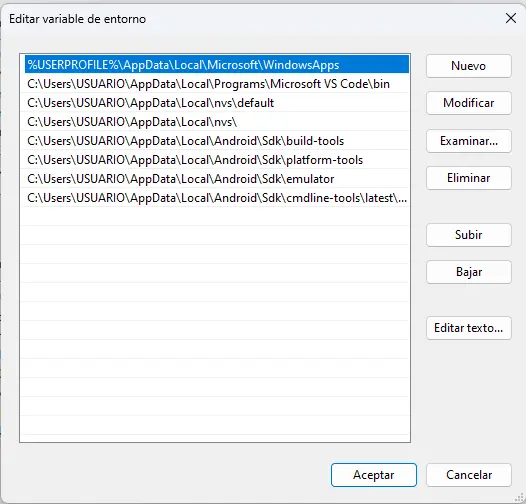 Editar variable de entorno
%USERPROFILE%\AppData\Local\Microsoft\WindowsApps
C:\Users\USUARIO\AppData\Local\Programs\Microsoft VS Code\bin
C:\Users\USUARIO\AppData\Local\nvs\default
C:\Users\USUARIO\AppData\Local\nvs\
C:\Users\USUARIO\AppData\Local\Android\Sdk\build-tools
C:\Users\USUARIO\AppData\Local\Android\Sdk\platform-tools
C:\Users\USUARIO\AppData\Local\Android\Sdk\emulator
C:\Users\USUARIO\AppData\Local\Android\Sdk\cmdline-tools\latest\...
Nuevo
Modificar
Examinar...
Eliminar
Subir
Bajar
Editar texto...
Aceptar
Cancelar